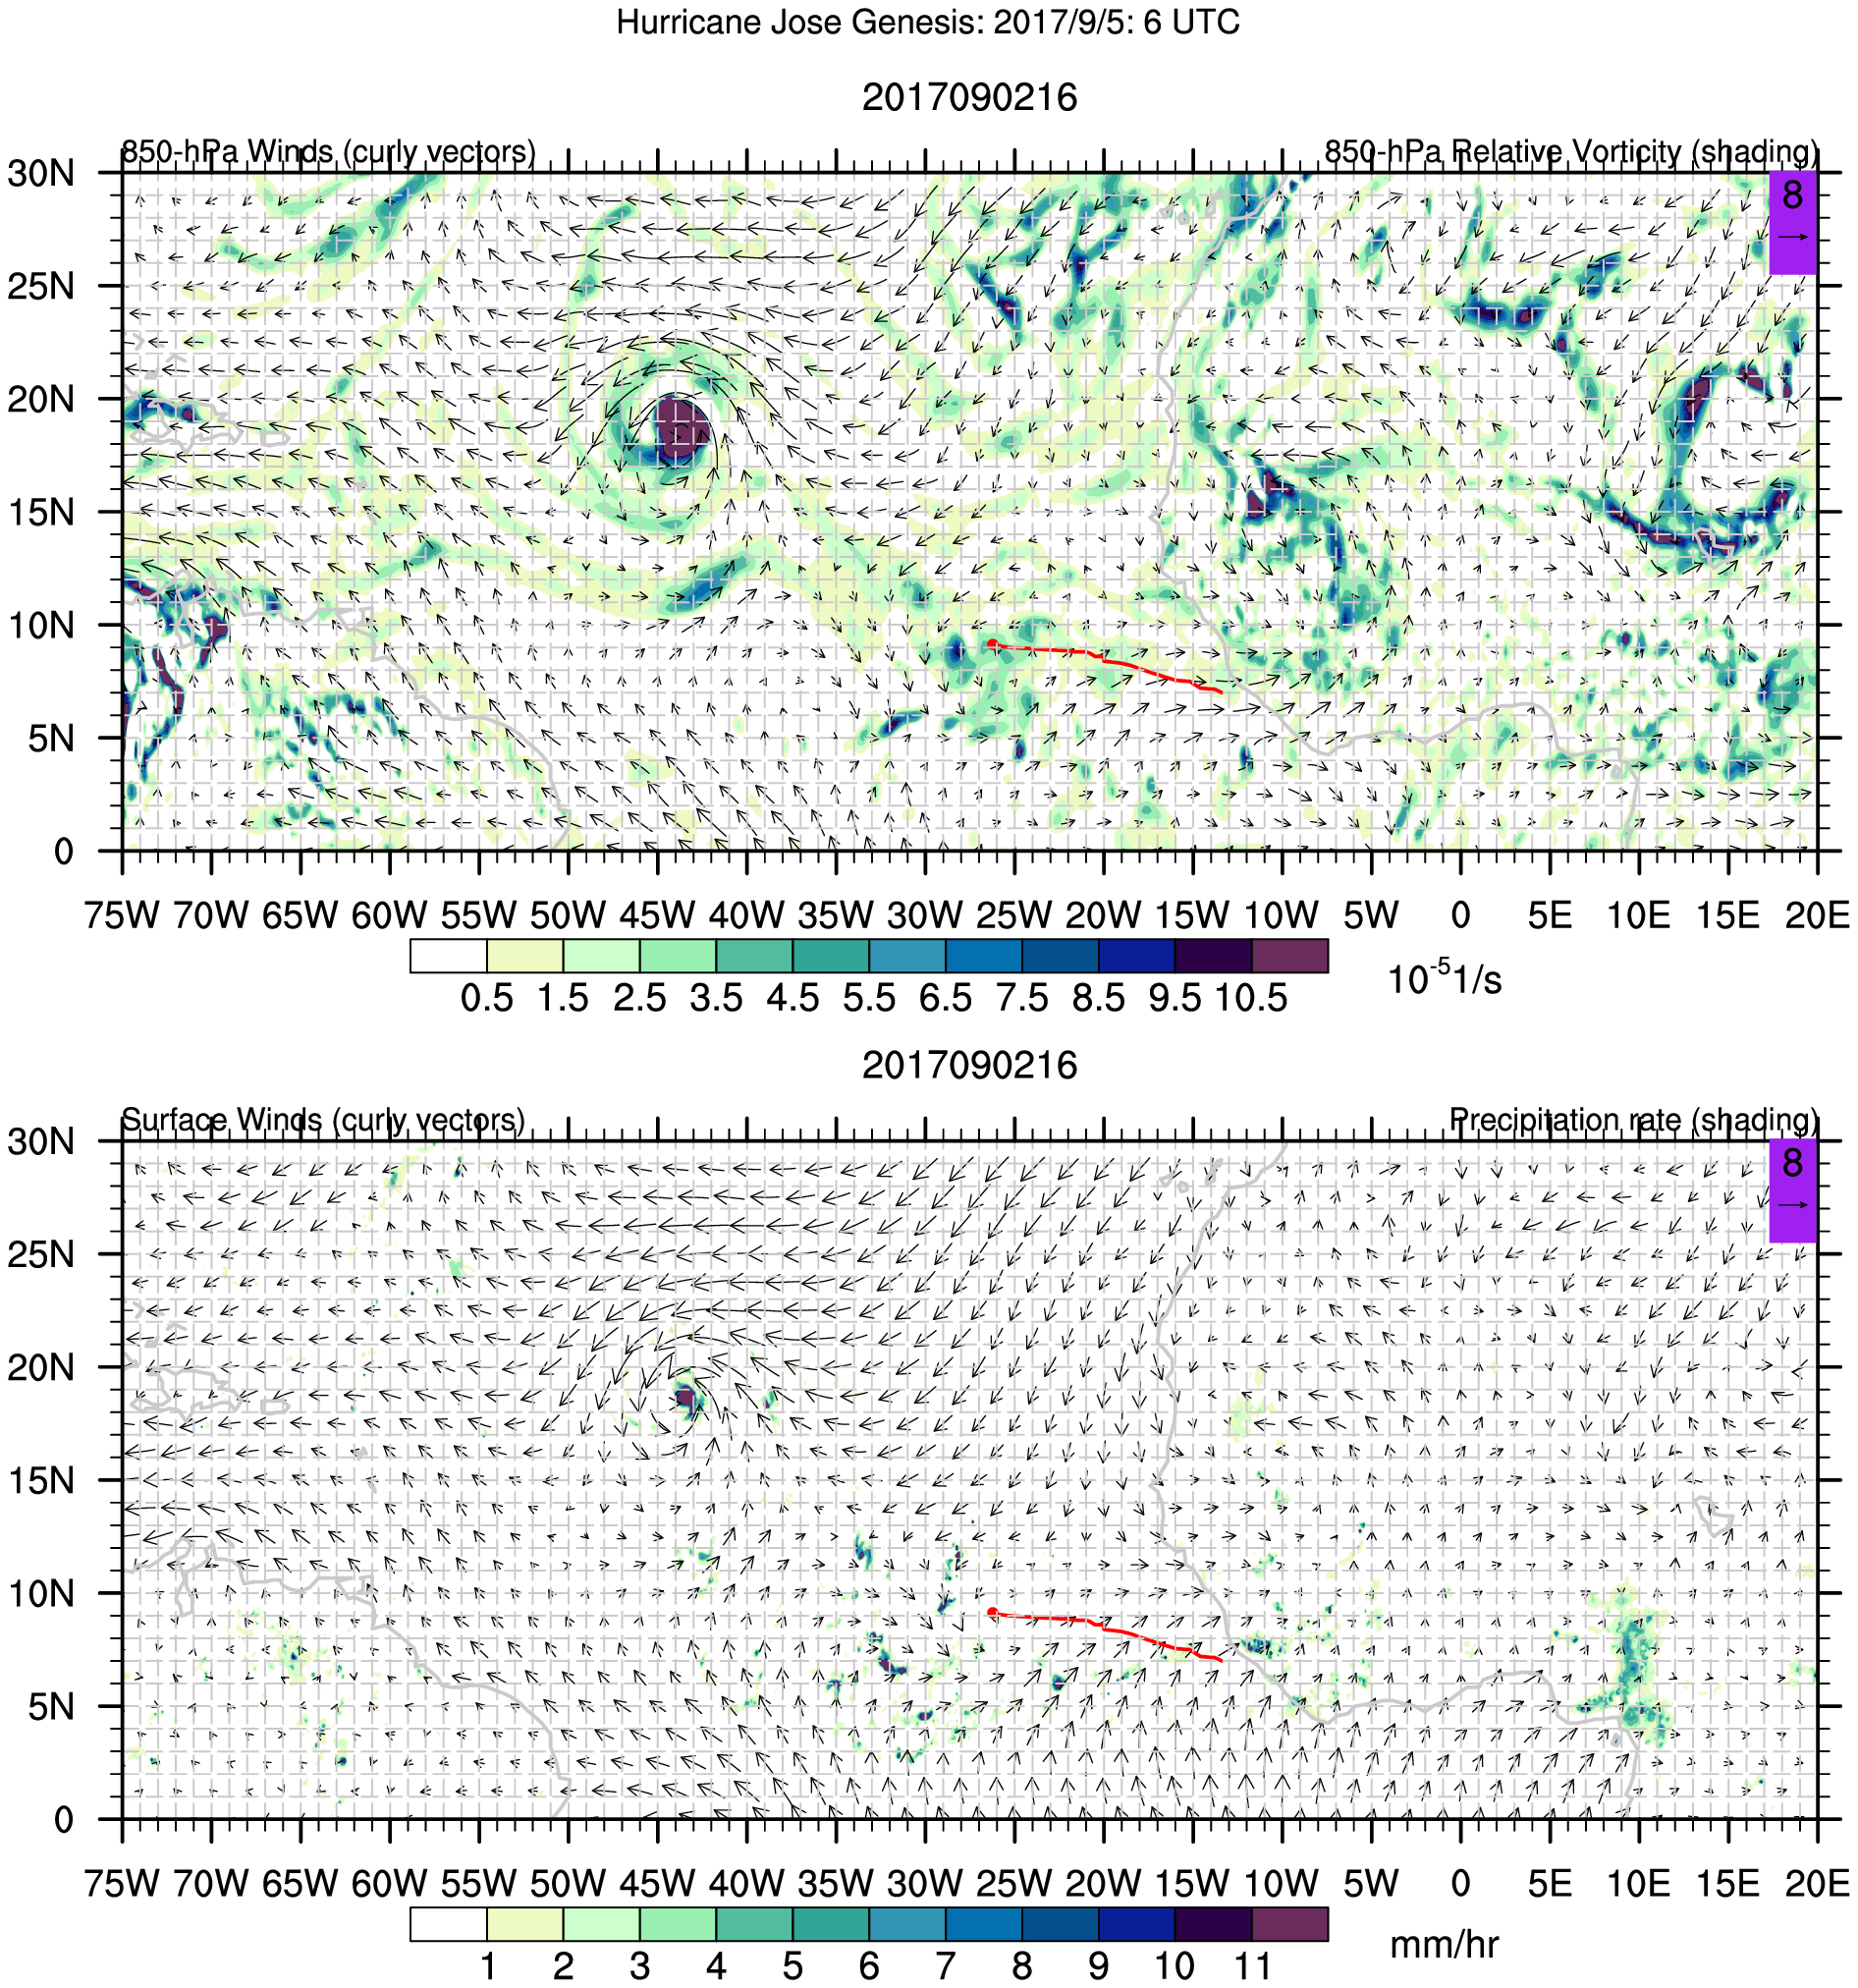 Hurricane Jose Genesis: 2017/9/5: 6 UTC
2017090216
850-hPa Winds (curly vectors) 850-hPa Relative Vorticity (shading)
30N 8
25N
20N
15N
10N
5N
0
75W 70W 65W 60W 55W 50W 45W 40W 35W 30W 25W 20W 15W 10W 5W 0 5E 10E 15E 20E
0.5 1.5 2.5 3.5 4.5 5.5 6.5 7.5 8.5 9.5 10.5 10⁻⁵1/s
2017090216
Surface Winds (curly vectors) Precipitation rate (shading)
30N 8
25N
20N
15N
10N
5N
0
75W 70W 65W 60W 55W 50W 45W 40W 35W 30W 25W 20W 15W 10W 5W 0 5E 10E 15E 20E
1 2 3 4 5 6 7 8 9 10 11 mm/hr